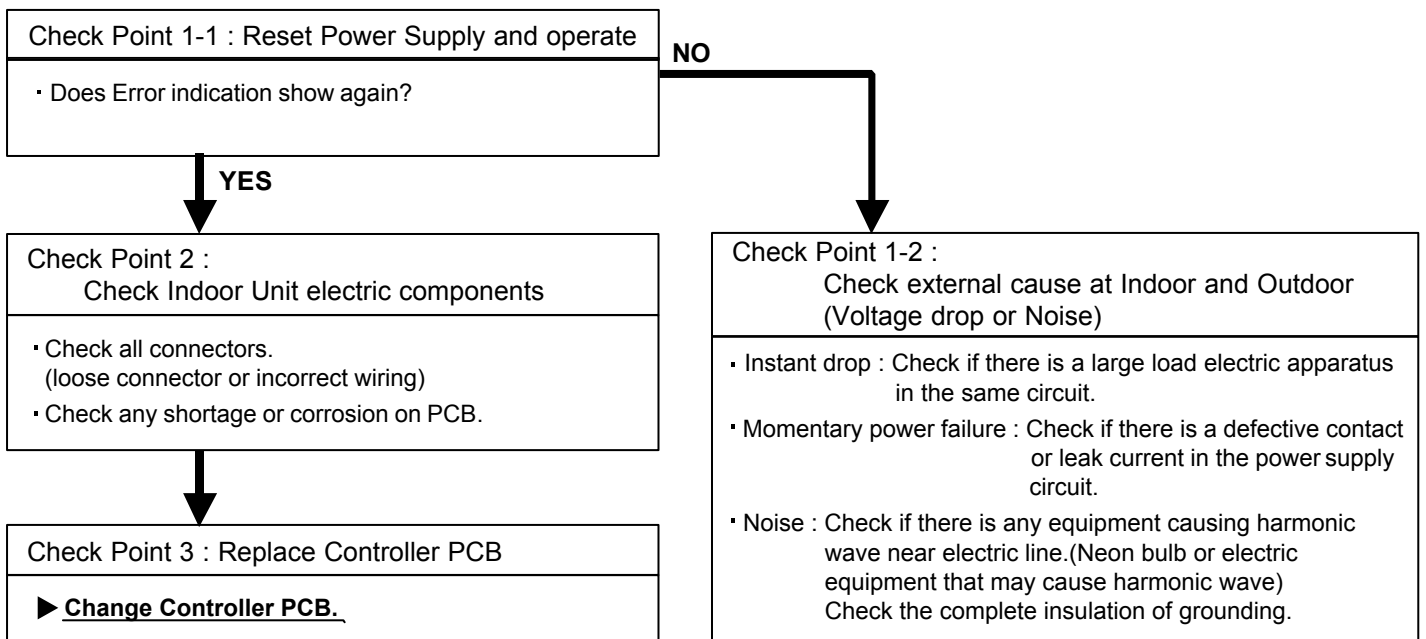 Check Point 1-1 : Reset Power Supply and operate
・Does Error indication show again?
NO
YES
Check Point 2 :
Check Indoor Unit electric components
・Check all connectors.
(loose connector or incorrect wiring)
・Check any shortage or corrosion on PCB.
Check Point 3 : Replace Controller PCB
▶ Change Controller PCB.
Check Point 1-2 :
Check external cause at Indoor and Outdoor
(Voltage drop or Noise)
・Instant drop : Check if there is a large load electric apparatus
in the same circuit.
・Momentary power failure : Check if there is a defective contact
or leak current in the power supply
circuit.
・Noise : Check if there is any equipment causing harmonic
wave near electric line.(Neon bulb or electric
equipment that may cause harmonic wave)
Check the complete insulation of grounding.